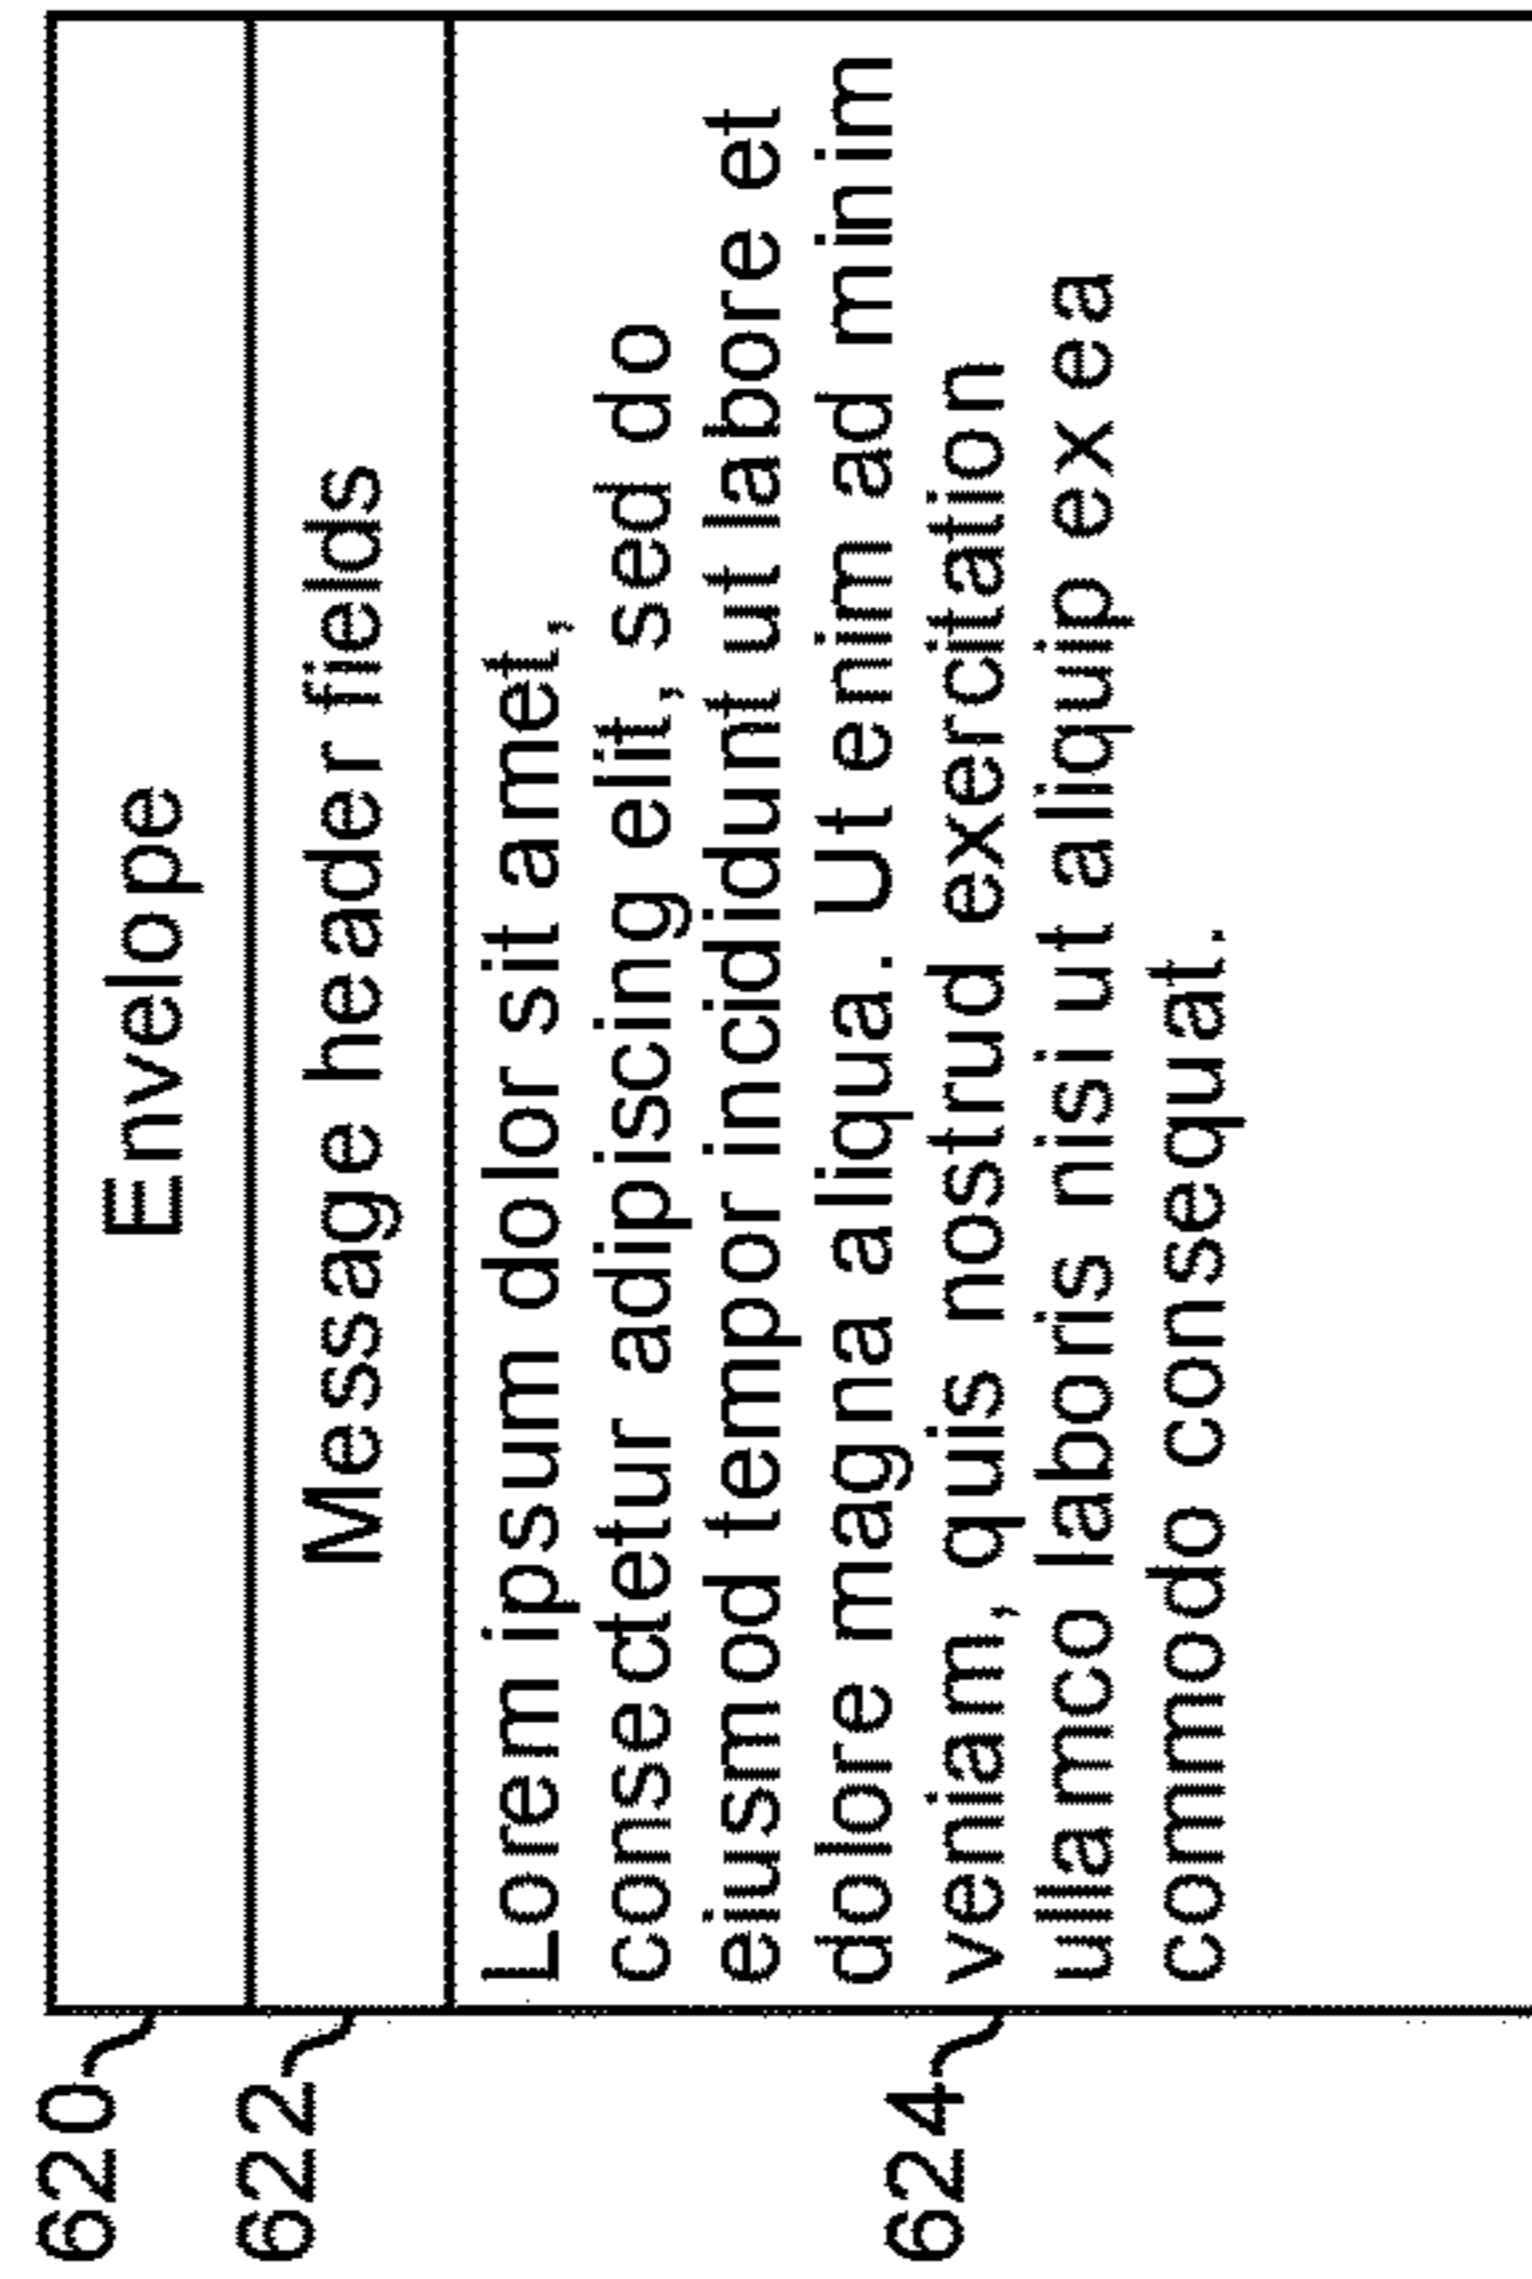 620
Envelope
622
Message header fields
624
Lorem ipsum dolor sit amet,
consectetur adipiscing elit, sed do
eiusmod tempor incididunt ut labore et
dolore magna aliqua. Ut enim ad minim
veniam, quis nostrud exercitation
ullamco laboris nisi ut aliquip ex ea
commodo consequat.